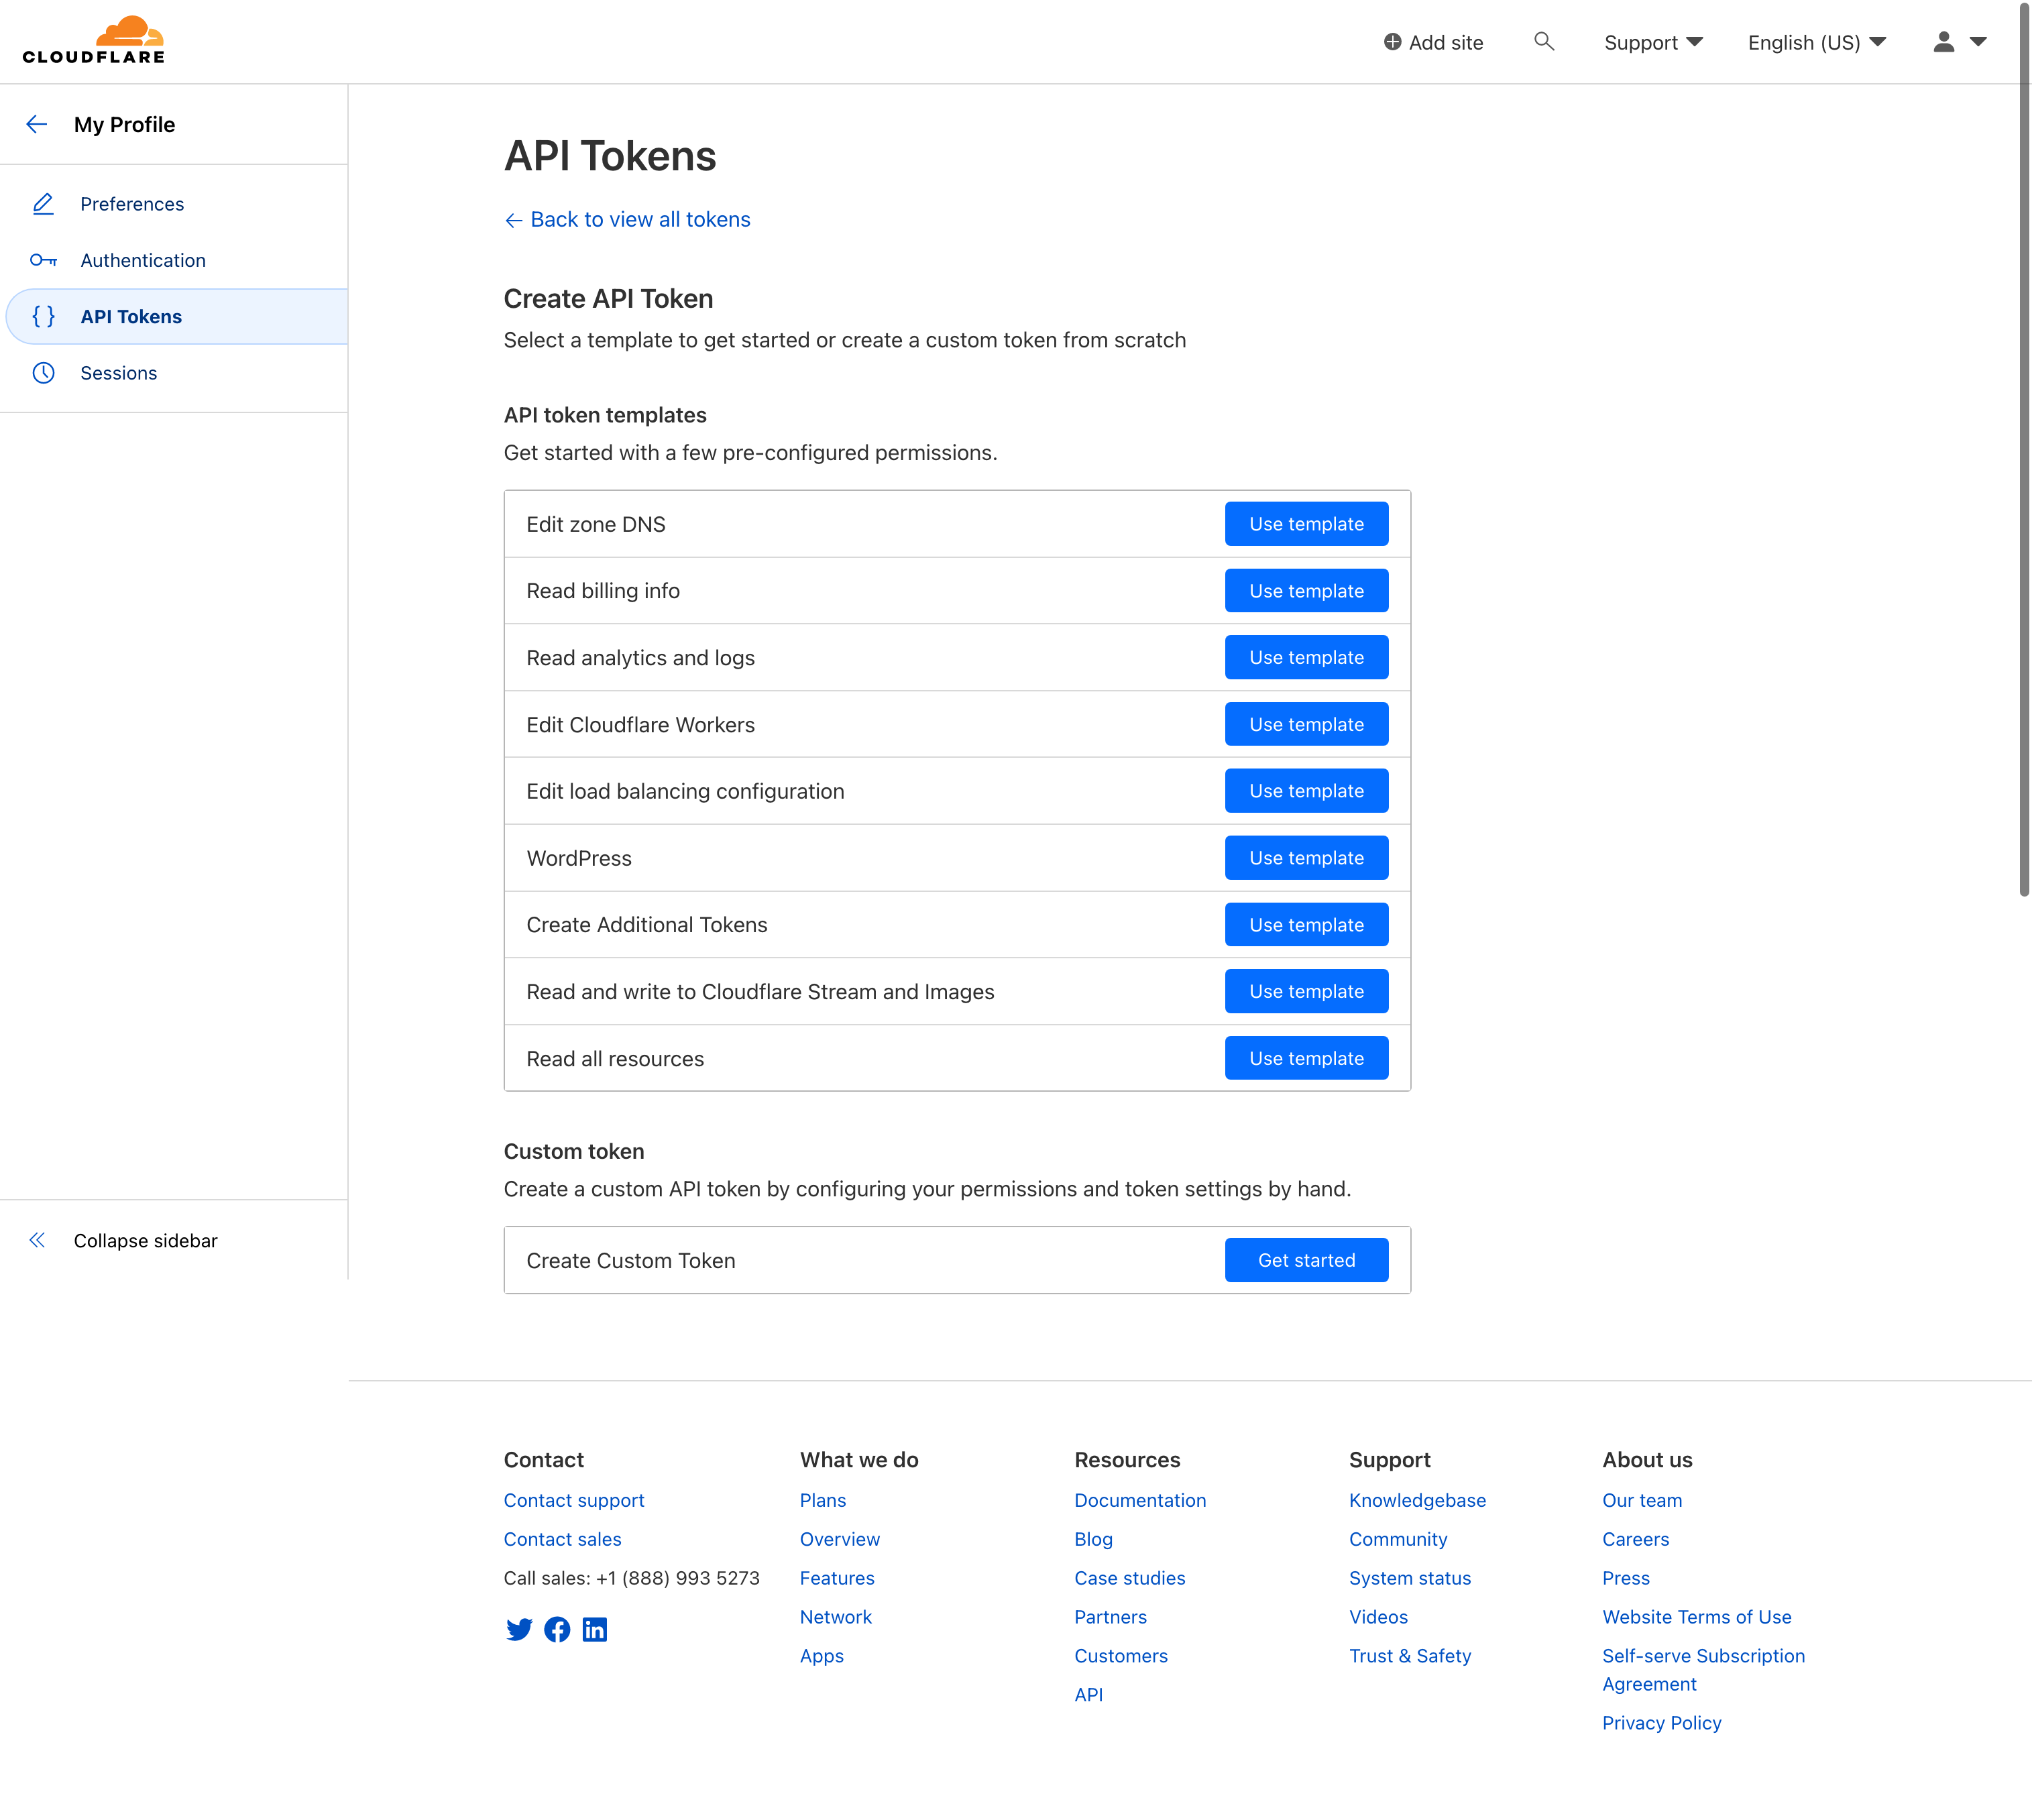 CLOUDFLARE
Add site
Support
English (US)
My Profile
Preferences
Authentication
API Tokens
Sessions
Collapse sidebar
API Tokens
Back to view all tokens
Create API Token
Select a template to get started or create a custom token from scratch
API token templates
Get started with a few pre-configured permissions.
Edit zone DNS Use template
Read billing info Use template
Read analytics and logs Use template
Edit Cloudflare Workers Use template
Edit load balancing configuration Use template
WordPress Use template
Create Additional Tokens Use template
Read and write to Cloudflare Stream and Images Use template
Read all resources Use template
Custom token
Create a custom API token by configuring your permissions and token settings by hand.
Create Custom Token Get started
Contact
Contact support
Contact sales
Call sales: +1 (888) 993 5273
What we do
Plans
Overview
Features
Network
Apps
Resources
Documentation
Blog
Case studies
Partners
Customers
API
Support
Knowledgebase
Community
System status
Videos
Trust & Safety
About us
Our team
Careers
Press
Website Terms of Use
Self-serve Subscription
Agreement
Privacy Policy